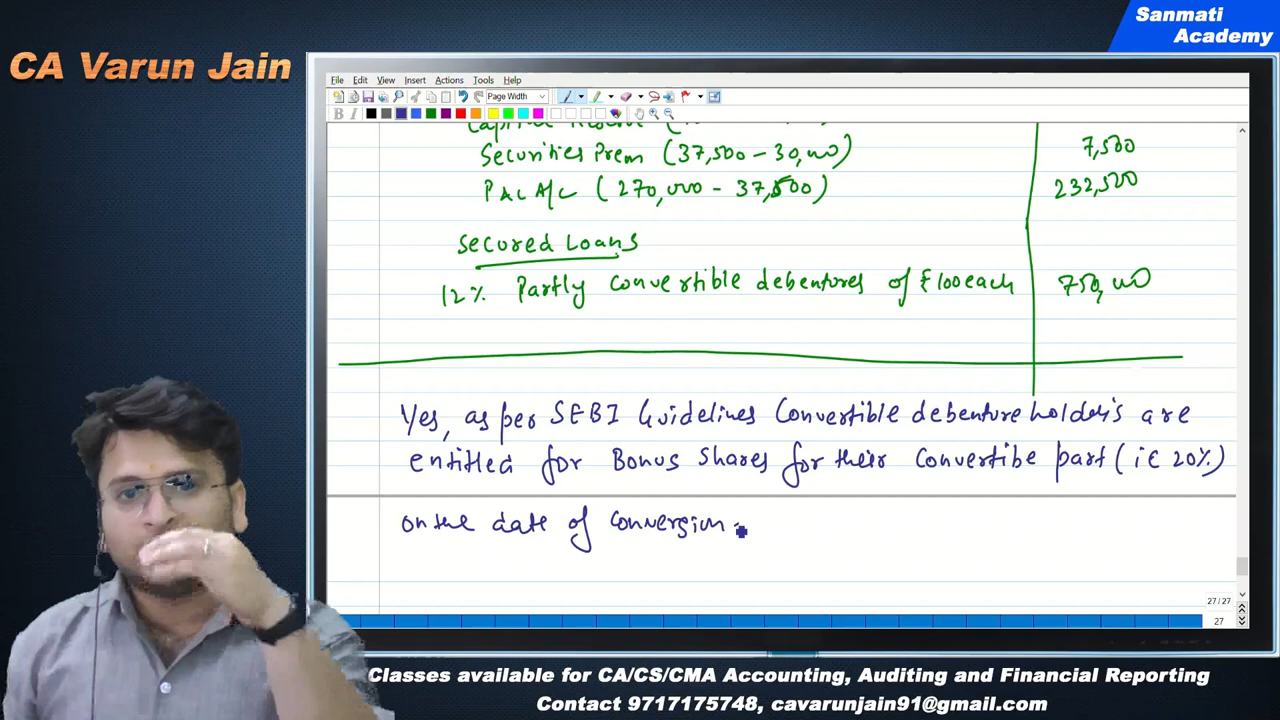 Sanmati
Academy
CA Varun Jain
File Edit View Insert Actions Tools Help
Page Width
B I
Capital Reserve (
Securities Prem (37,500 - 30,000) 7,500
P&L A/c (270,000 - 37,500) 232,500
Secured Loans
12% Partly Convertible debentures of ₹100 each 750,000
Yes, as per SEBI Guidelines Convertible debentureholders are
entitled for Bonus Shares for their Convertibe part (i.e 20%)
on the date of conversion.
27/27
27
Classes available for CA/CS/CMA Accounting, Auditing and Financial Reporting
Contact 9717175748, cavarunjain91@gmail.com